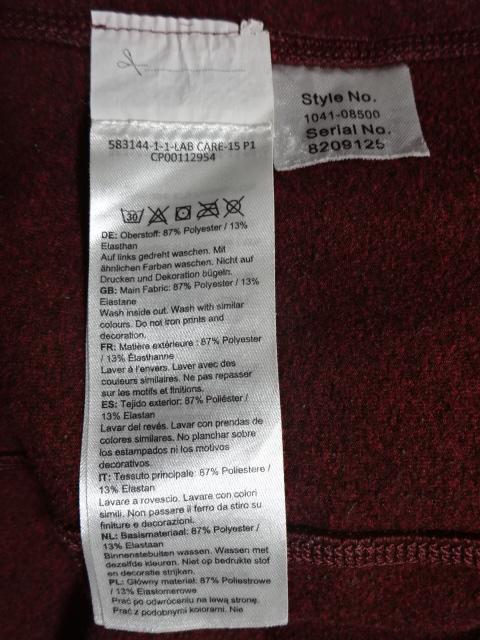 583144-1-1-LAB CARE-15 P1
CP00112954
30
DE: Oberstoff: 87% Polyester / 13%
Elasthan
Auf links gedreht waschen. Mit
ähnlichen Farben waschen. Nicht auf
Drucken und Dekoration bügeln.
GB: Main Fabric: 87% Polyester / 13%
Elastane
Wash inside out. Wash with similar
colours. Do not iron prints and
decoration.
FR: Matière extérieure : 87% Polyester
/ 13% Élasthanne
Laver à l'envers. Laver avec des
couleurs similaires. Ne pas repasser
sur les motifs et finitions.
ES: Tejido exterior: 87% Poliéster /
13% Elastan
Lavar del revés. Lavar con prendas de
colores similares. No planchar sobre
los estampados ni los motivos
decorativos.
IT: Tessuto principale: 87% Poliestere /
13% Elastan
Lavare a rovescio. Lavare con colori
simili. Non passare il ferro da stiro su
finiture e decorazioni.
NL: Basismateriaal: 87% Polyester /
13% Elastaan
Binnenstebuiten wassen. Wassen met
dezelfde kleuren. Niet op bedrukte stof
en decoratie strijken.
PL: Główny materiał: 87% Poliestrowe
/ 13% Elastomerowe
Prać po odwróceniu na lewą stronę.
Prać z podobnymi kolorami. Nie
Style No.
1041-08500
Serial No.
8209125